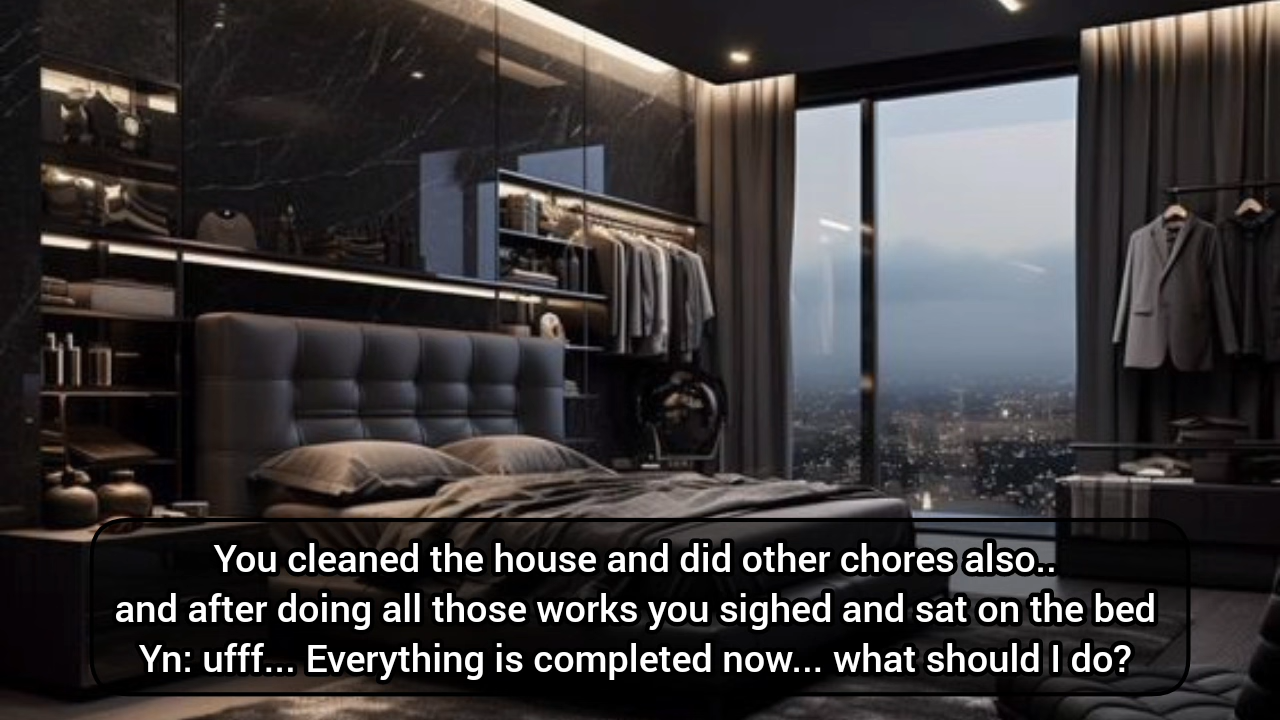 You cleaned the house and did other chores also..
and after doing all those works you sighed and sat on the bed
Yn: ufff... Everything is completed now... what should I do?